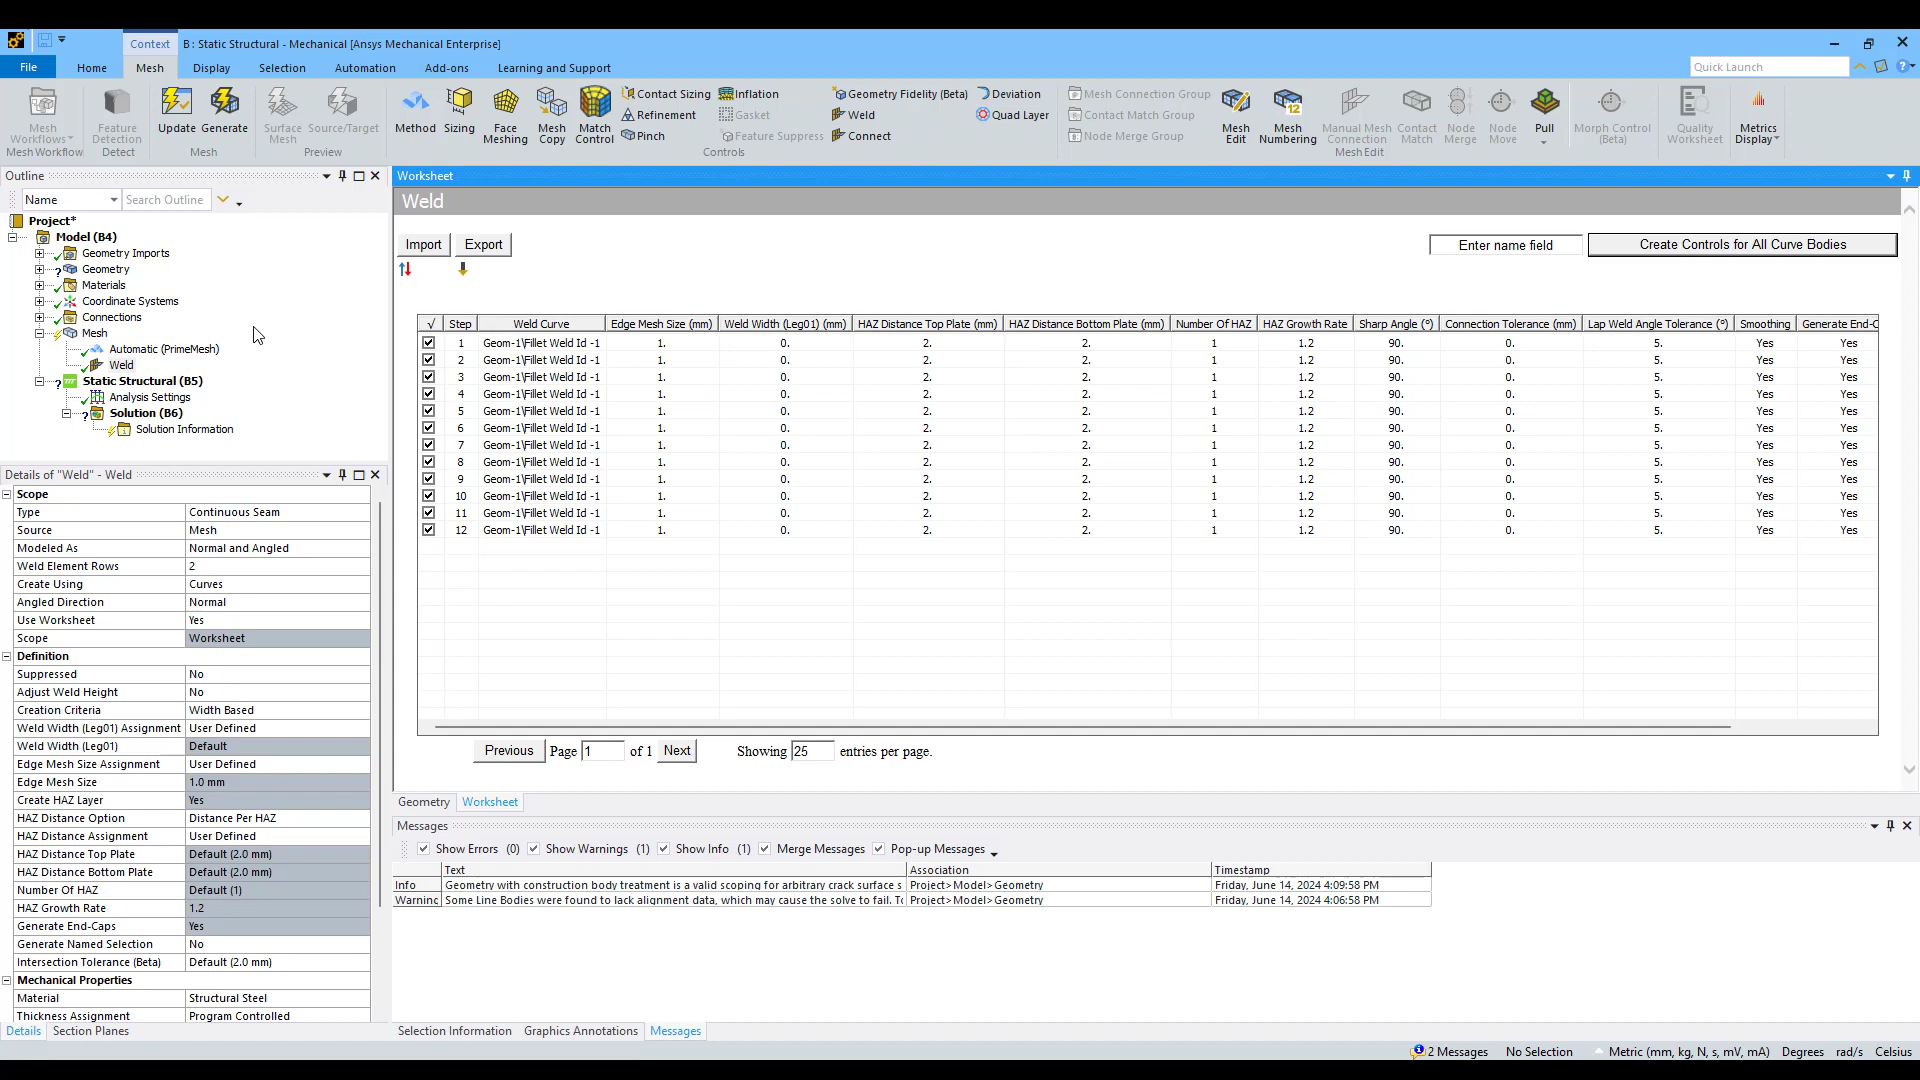 Context B : Static Structural - Mechanical [Ansys Mechanical Enterprise]
File Home Mesh Display Selection Automation Add-ons Learning and Support Quick Launch
Mesh Workflows
Mesh Workflow
Feature Detection
Detect
Update Generate
Mesh
Surface Mesh Source/Target
Preview
Method Sizing Face Meshing Mesh Copy Match Control
Contact Sizing
Refinement
Pinch
Inflation
Gasket
Feature Suppress
Geometry Fidelity (Beta)
Weld
Connect
Deviation
Quad Layer
Controls
Mesh Connection Group
Contact Match Group
Node Merge Group
Mesh Edit Mesh Numbering Manual Mesh Connection Contact Match Node Merge Node Move Pull
Mesh Edit
Morph Control (Beta)
Quality Worksheet
Metrics Display
Outline
Name Search Outline
Project*
Model (B4)
Geometry Imports
Geometry
Materials
Coordinate Systems
Connections
Mesh
Automatic (PrimeMesh)
Weld
Static Structural (B5)
Analysis Settings
Solution (B6)
Solution Information
Details of "Weld" - Weld
Scope
Type Continuous Seam
Source Mesh
Modeled As Normal and Angled
Weld Element Rows 2
Create Using Curves
Angled Direction Normal
Use Worksheet Yes
Scope Worksheet
Definition
Suppressed No
Adjust Weld Height No
Creation Criteria Width Based
Weld Width (Leg01) Assignment User Defined
Weld Width (Leg01) Default
Edge Mesh Size Assignment User Defined
Edge Mesh Size 1.0 mm
Create HAZ Layer Yes
HAZ Distance Option Distance Per HAZ
HAZ Distance Assignment User Defined
HAZ Distance Top Plate Default (2.0 mm)
HAZ Distance Bottom Plate Default (2.0 mm)
Number Of HAZ Default (1)
HAZ Growth Rate 1.2
Generate End-Caps Yes
Generate Named Selection No
Intersection Tolerance (Beta) Default (2.0 mm)
Mechanical Properties
Material Structural Steel
Thickness Assignment Program Controlled
Details Section Planes
Worksheet
Weld
Import Export Enter name field Create Controls for All Curve Bodies
√ Step Weld Curve Edge Mesh Size (mm) Weld Width (Leg01) (mm) HAZ Distance Top Plate (mm) HAZ Distance Bottom Plate (mm) Number Of HAZ HAZ Growth Rate Sharp Angle (°) Connection Tolerance (mm) Lap Weld Angle Tolerance (°) Smoothing Generate End-C
1 Geom-1\Fillet Weld Id -1 1. 0. 2. 2. 1 1.2 90. 0. 5. Yes Yes
2 Geom-1\Fillet Weld Id -1 1. 0. 2. 2. 1 1.2 90. 0. 5. Yes Yes
3 Geom-1\Fillet Weld Id -1 1. 0. 2. 2. 1 1.2 90. 0. 5. Yes Yes
4 Geom-1\Fillet Weld Id -1 1. 0. 2. 2. 1 1.2 90. 0. 5. Yes Yes
5 Geom-1\Fillet Weld Id -1 1. 0. 2. 2. 1 1.2 90. 0. 5. Yes Yes
6 Geom-1\Fillet Weld Id -1 1. 0. 2. 2. 1 1.2 90. 0. 5. Yes Yes
7 Geom-1\Fillet Weld Id -1 1. 0. 2. 2. 1 1.2 90. 0. 5. Yes Yes
8 Geom-1\Fillet Weld Id -1 1. 0. 2. 2. 1 1.2 90. 0. 5. Yes Yes
9 Geom-1\Fillet Weld Id -1 1. 0. 2. 2. 1 1.2 90. 0. 5. Yes Yes
10 Geom-1\Fillet Weld Id -1 1. 0. 2. 2. 1 1.2 90. 0. 5. Yes Yes
11 Geom-1\Fillet Weld Id -1 1. 0. 2. 2. 1 1.2 90. 0. 5. Yes Yes
12 Geom-1\Fillet Weld Id -1 1. 0. 2. 2. 1 1.2 90. 0. 5. Yes Yes
Previous Page 1 of 1 Next Showing 25 entries per page.
Geometry Worksheet
Messages
Show Errors (0) Show Warnings (1) Show Info (1) Merge Messages Pop-up Messages
Text Association Timestamp
Info Geometry with construction body treatment is a valid scoping for arbitrary crack surface s Project>Model>Geometry Friday, June 14, 2024 4:09:58 PM
Warning Some Line Bodies were found to lack alignment data, which may cause the solve to fail. To Project>Model>Geometry Friday, June 14, 2024 4:06:58 PM
Selection Information Graphics Annotations Messages
2 Messages No Selection Metric (mm, kg, N, s, mV, mA) Degrees rad/s Celsius